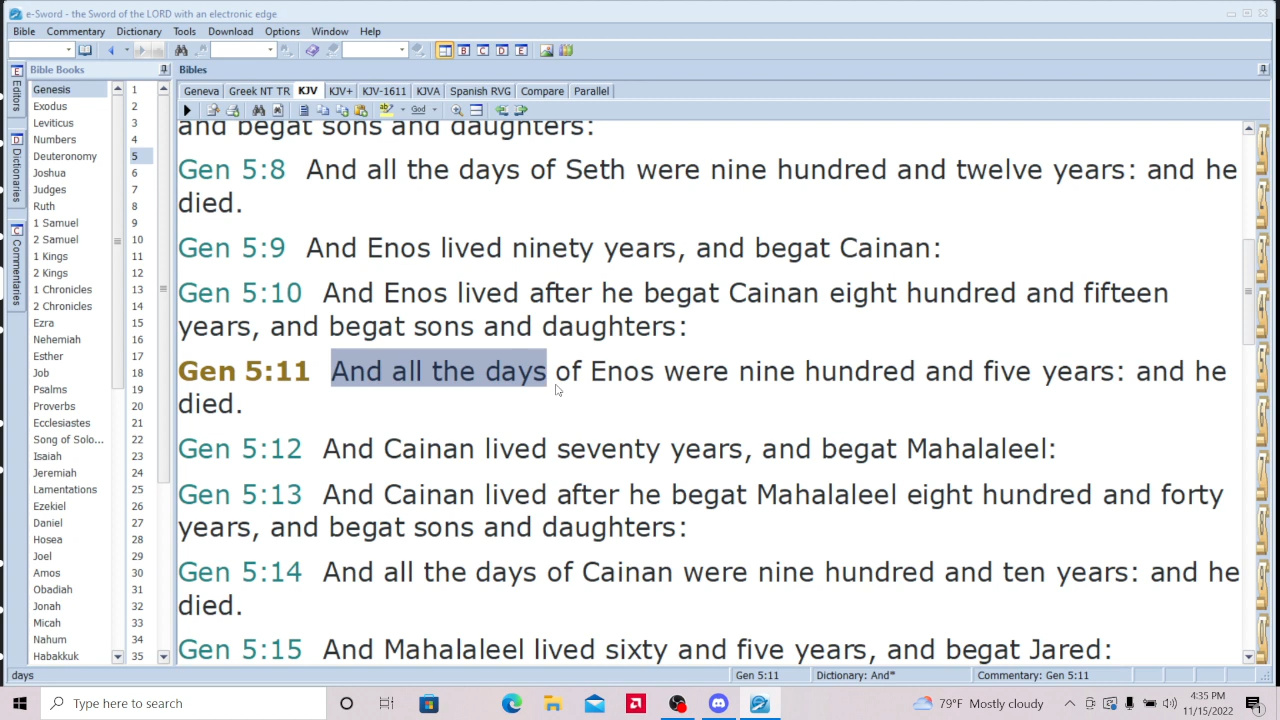 e-Sword - the Sword of the LORD with an electronic edge
Bible Commentary Dictionary Download Tools Options Window Help
Bible Books
Bibles
Editors
Dictionaries
Commentaries
Geneva Greek NT TR KJV KJV+ KJV-1611 KJVA Spanish RVG Compare Parallel
God
Genesis 1
Exodus 2
Leviticus 3
Numbers 4
Deuteronomy 5
Joshua 6
Judges 7
Ruth 8
1 Samuel 9
2 Samuel 10
1 Kings 11
2 Kings 12
1 Chronicles 13
2 Chronicles 14
Ezra 15
Nehemiah 16
Esther 17
Job 18
Psalms 19
Proverbs 20
Ecclesiastes 21
Song of Solo... 22
Isaiah 23
Jeremiah 24
Lamentations 25
Ezekiel 26
Daniel 27
Hosea 28
Joel 29
Amos 30
Obadiah 31
Jonah 32
Micah 33
Nahum 34
Habakkuk 35
and begat sons and daughters:
Gen 5:8 And all the days of Seth were nine hundred and twelve years: and he
died.
Gen 5:9 And Enos lived ninety years, and begat Cainan:
Gen 5:10 And Enos lived after he begat Cainan eight hundred and fifteen
years, and begat sons and daughters:
Gen 5:11 And all the days of Enos were nine hundred and five years: and he
died.
Gen 5:12 And Cainan lived seventy years, and begat Mahalaleel:
Gen 5:13 And Cainan lived after he begat Mahalaleel eight hundred and forty
years, and begat sons and daughters:
Gen 5:14 And all the days of Cainan were nine hundred and ten years: and he
died.
Gen 5:15 And Mahalaleel lived sixty and five years, and begat Jared:
days Gen 5:11 Dictionary: And* Commentary: Gen 5:11
Type here to search
79°F Mostly cloudy
4:35 PM
11/15/2022
1